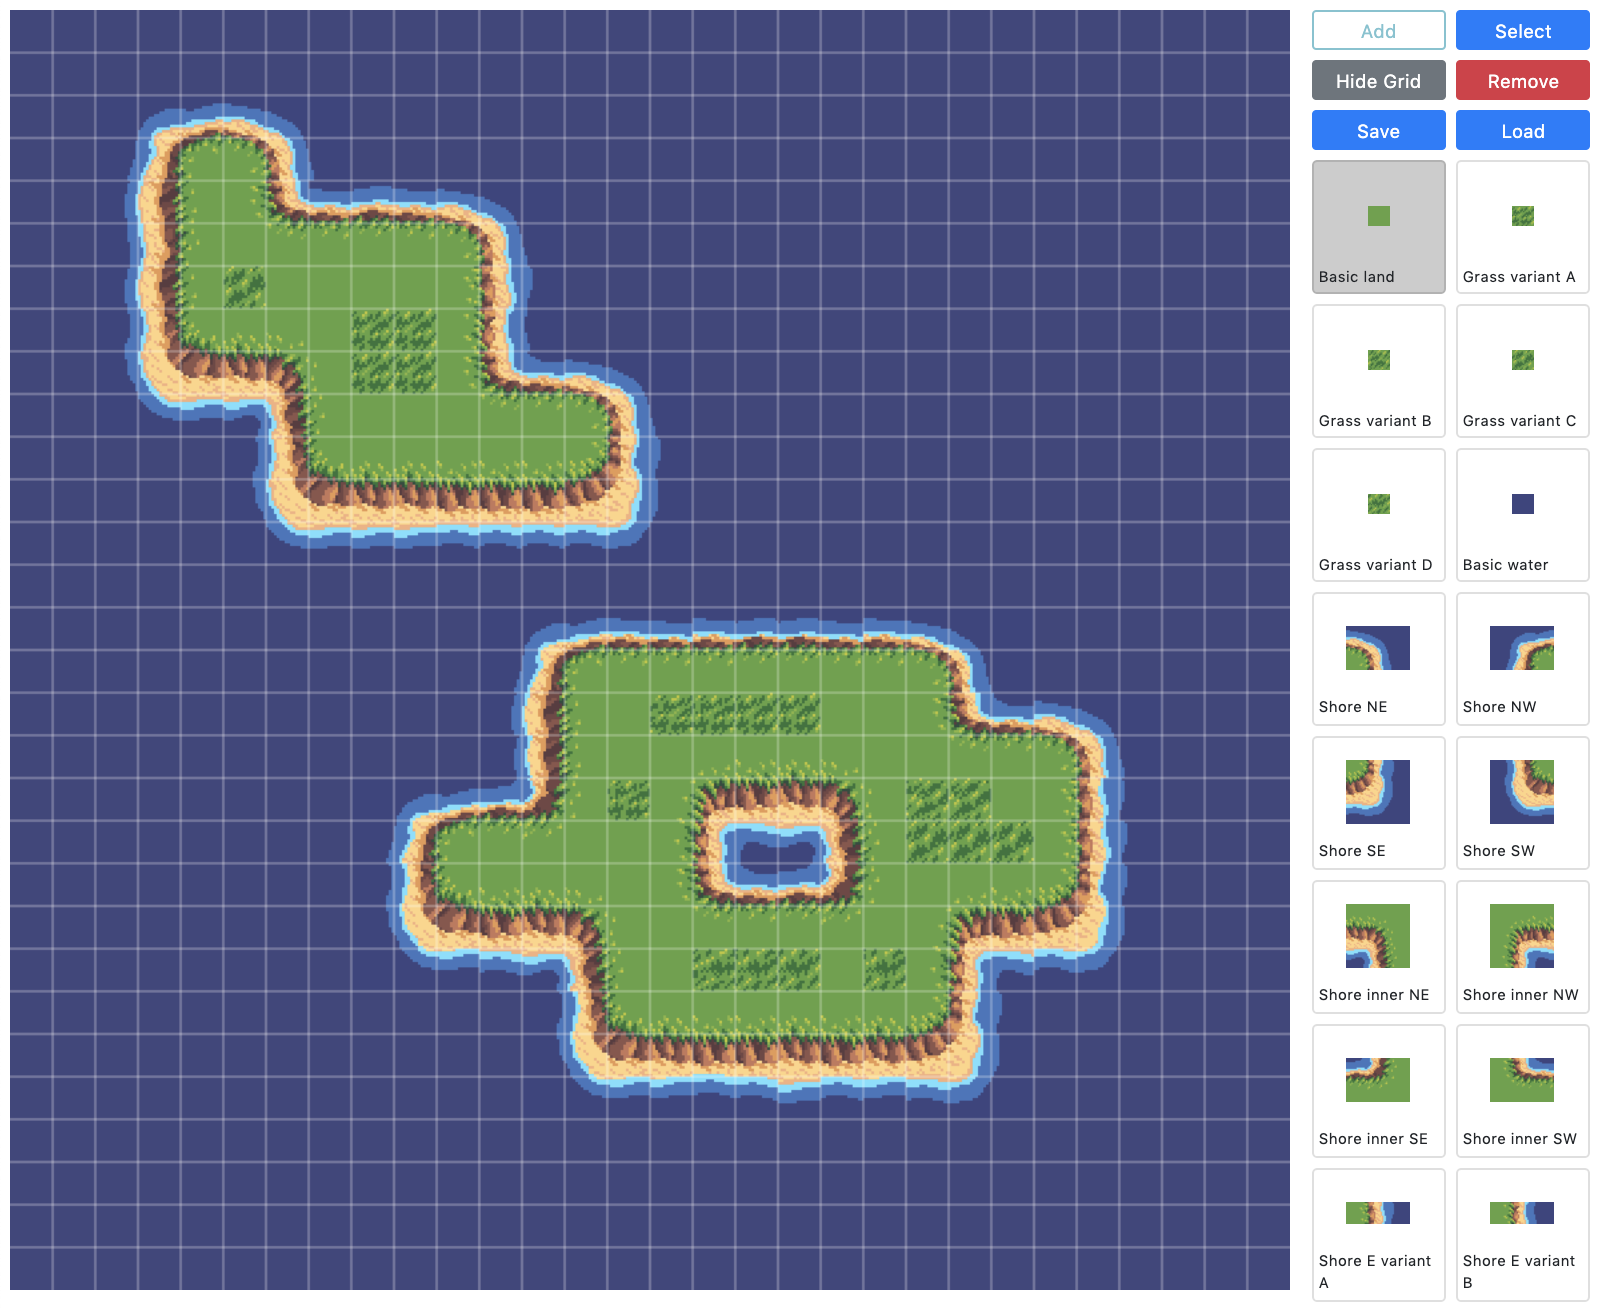 Add
Select
Hide Grid
Remove
Save
Load
Basic land
Grass variant A
Grass variant B
Grass variant C
Grass variant D
Basic water
Shore NE
Shore NW
Shore SE
Shore SW
Shore inner NE
Shore inner NW
Shore inner SE
Shore inner SW
Shore E variant
A
Shore E variant
B